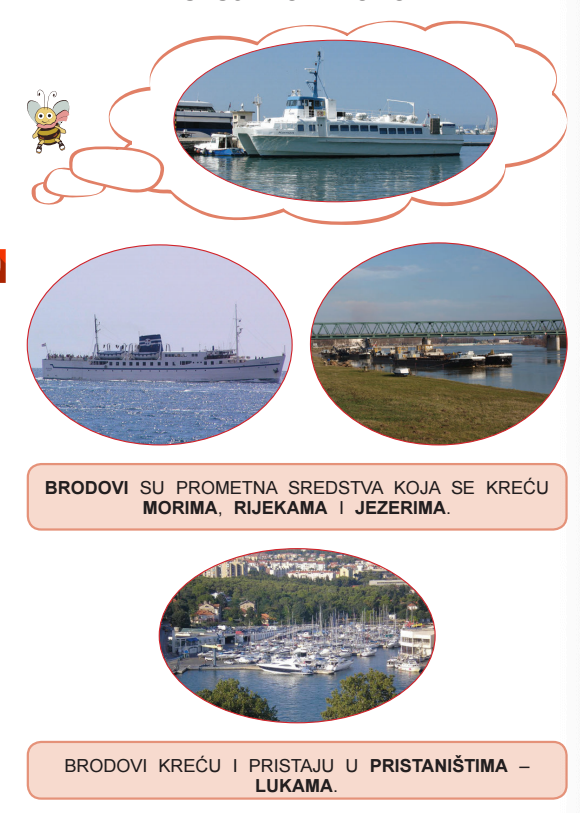 BRODOVI SU PROMETNA SREDSTVA KOJA SE KREĆU
MORIMA, RIJEKAMA I JEZERIMA.
BRODOVI KREĆU I PRISTAJU U PRISTANIŠTIMA –
LUKAMA.